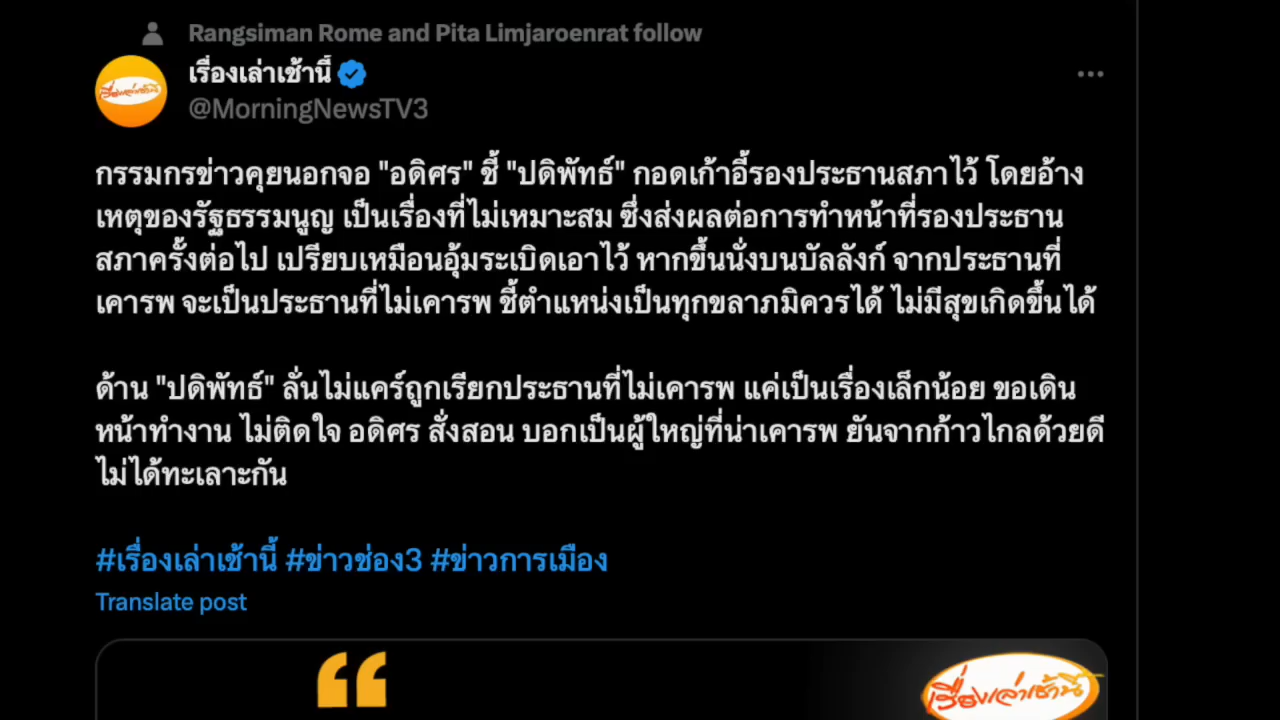 Rangsiman Rome and Pita Limjaroenrat follow
เรื่องเล่าเช้านี้
@MorningNewsTV3
กรรมกรข่าวคุยนอกจอ "อดิศร" ชี้ "ปดิพัทธ์" กอดเก้าอี้รองประธานสภาไว้ โดยอ้าง
เหตุของรัฐธรรมนูญ เป็นเรื่องที่ไม่เหมาะสม ซึ่งส่งผลต่อการทำหน้าที่รองประธาน
สภาครั้งต่อไป เปรียบเหมือนอุ้มระเบิดเอาไว้ หากขึ้นนั่งบนบัลลังก์ จากประธานที่
เคารพ จะเป็นประธานที่ไม่เคารพ ชี้ตำแหน่งเป็นทุกขลาภมิควรได้ ไม่มีสุขเกิดขึ้นได้
ด้าน "ปดิพัทธ์" ลั่นไม่แคร์ถูกเรียกประธานที่ไม่เคารพ แค่เป็นเรื่องเล็กน้อย ขอเดิน
หน้าทำงาน ไม่ติดใจ อดิศร สั่งสอน บอกเป็นผู้ใหญ่ที่น่าเคารพ ยันจากก้าวไกลด้วยดี
ไม่ได้ทะเลาะกัน
#เรื่องเล่าเช้านี้ #ข่าวช่อง3 #ข่าวการเมือง
Translate post
เรื่องเล่าเช้านี้